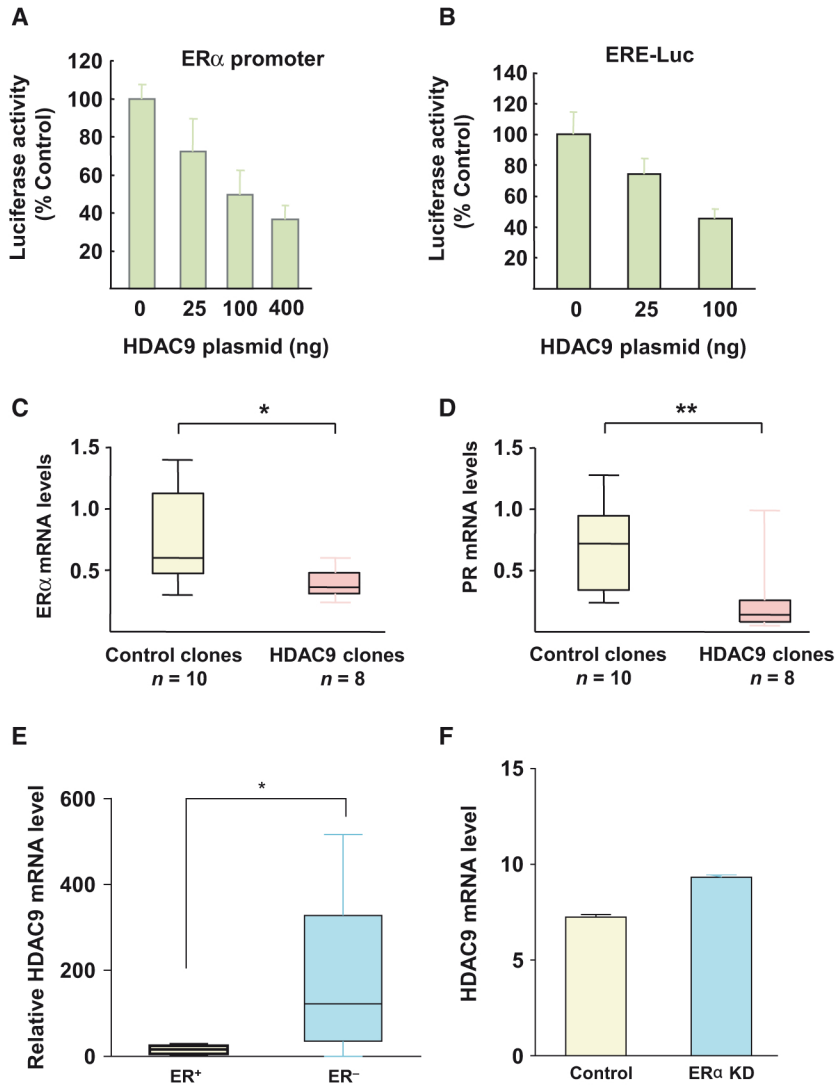 A
ERα promoter
Luciferase activity
(% Control)
120
100
80
60
40
20
0 25 100 400
HDAC9 plasmid (ng)
B
ERE-Luc
Luciferase activity
(% Control)
140
120
100
80
60
40
20
0 25 100
HDAC9 plasmid (ng)
C
*
ERα mRNA levels
1.5
1.0
0.5
Control clones HDAC9 clones
n = 10 n = 8
D
**
PR mRNA levels
1.5
1.0
0.5
Control clones HDAC9 clones
n = 10 n = 8
E
*
Relative HDAC9 mRNA level
600
400
200
0
ER+ ER−
F
HDAC9 mRNA level
15
10
5
0
Control ERα KD